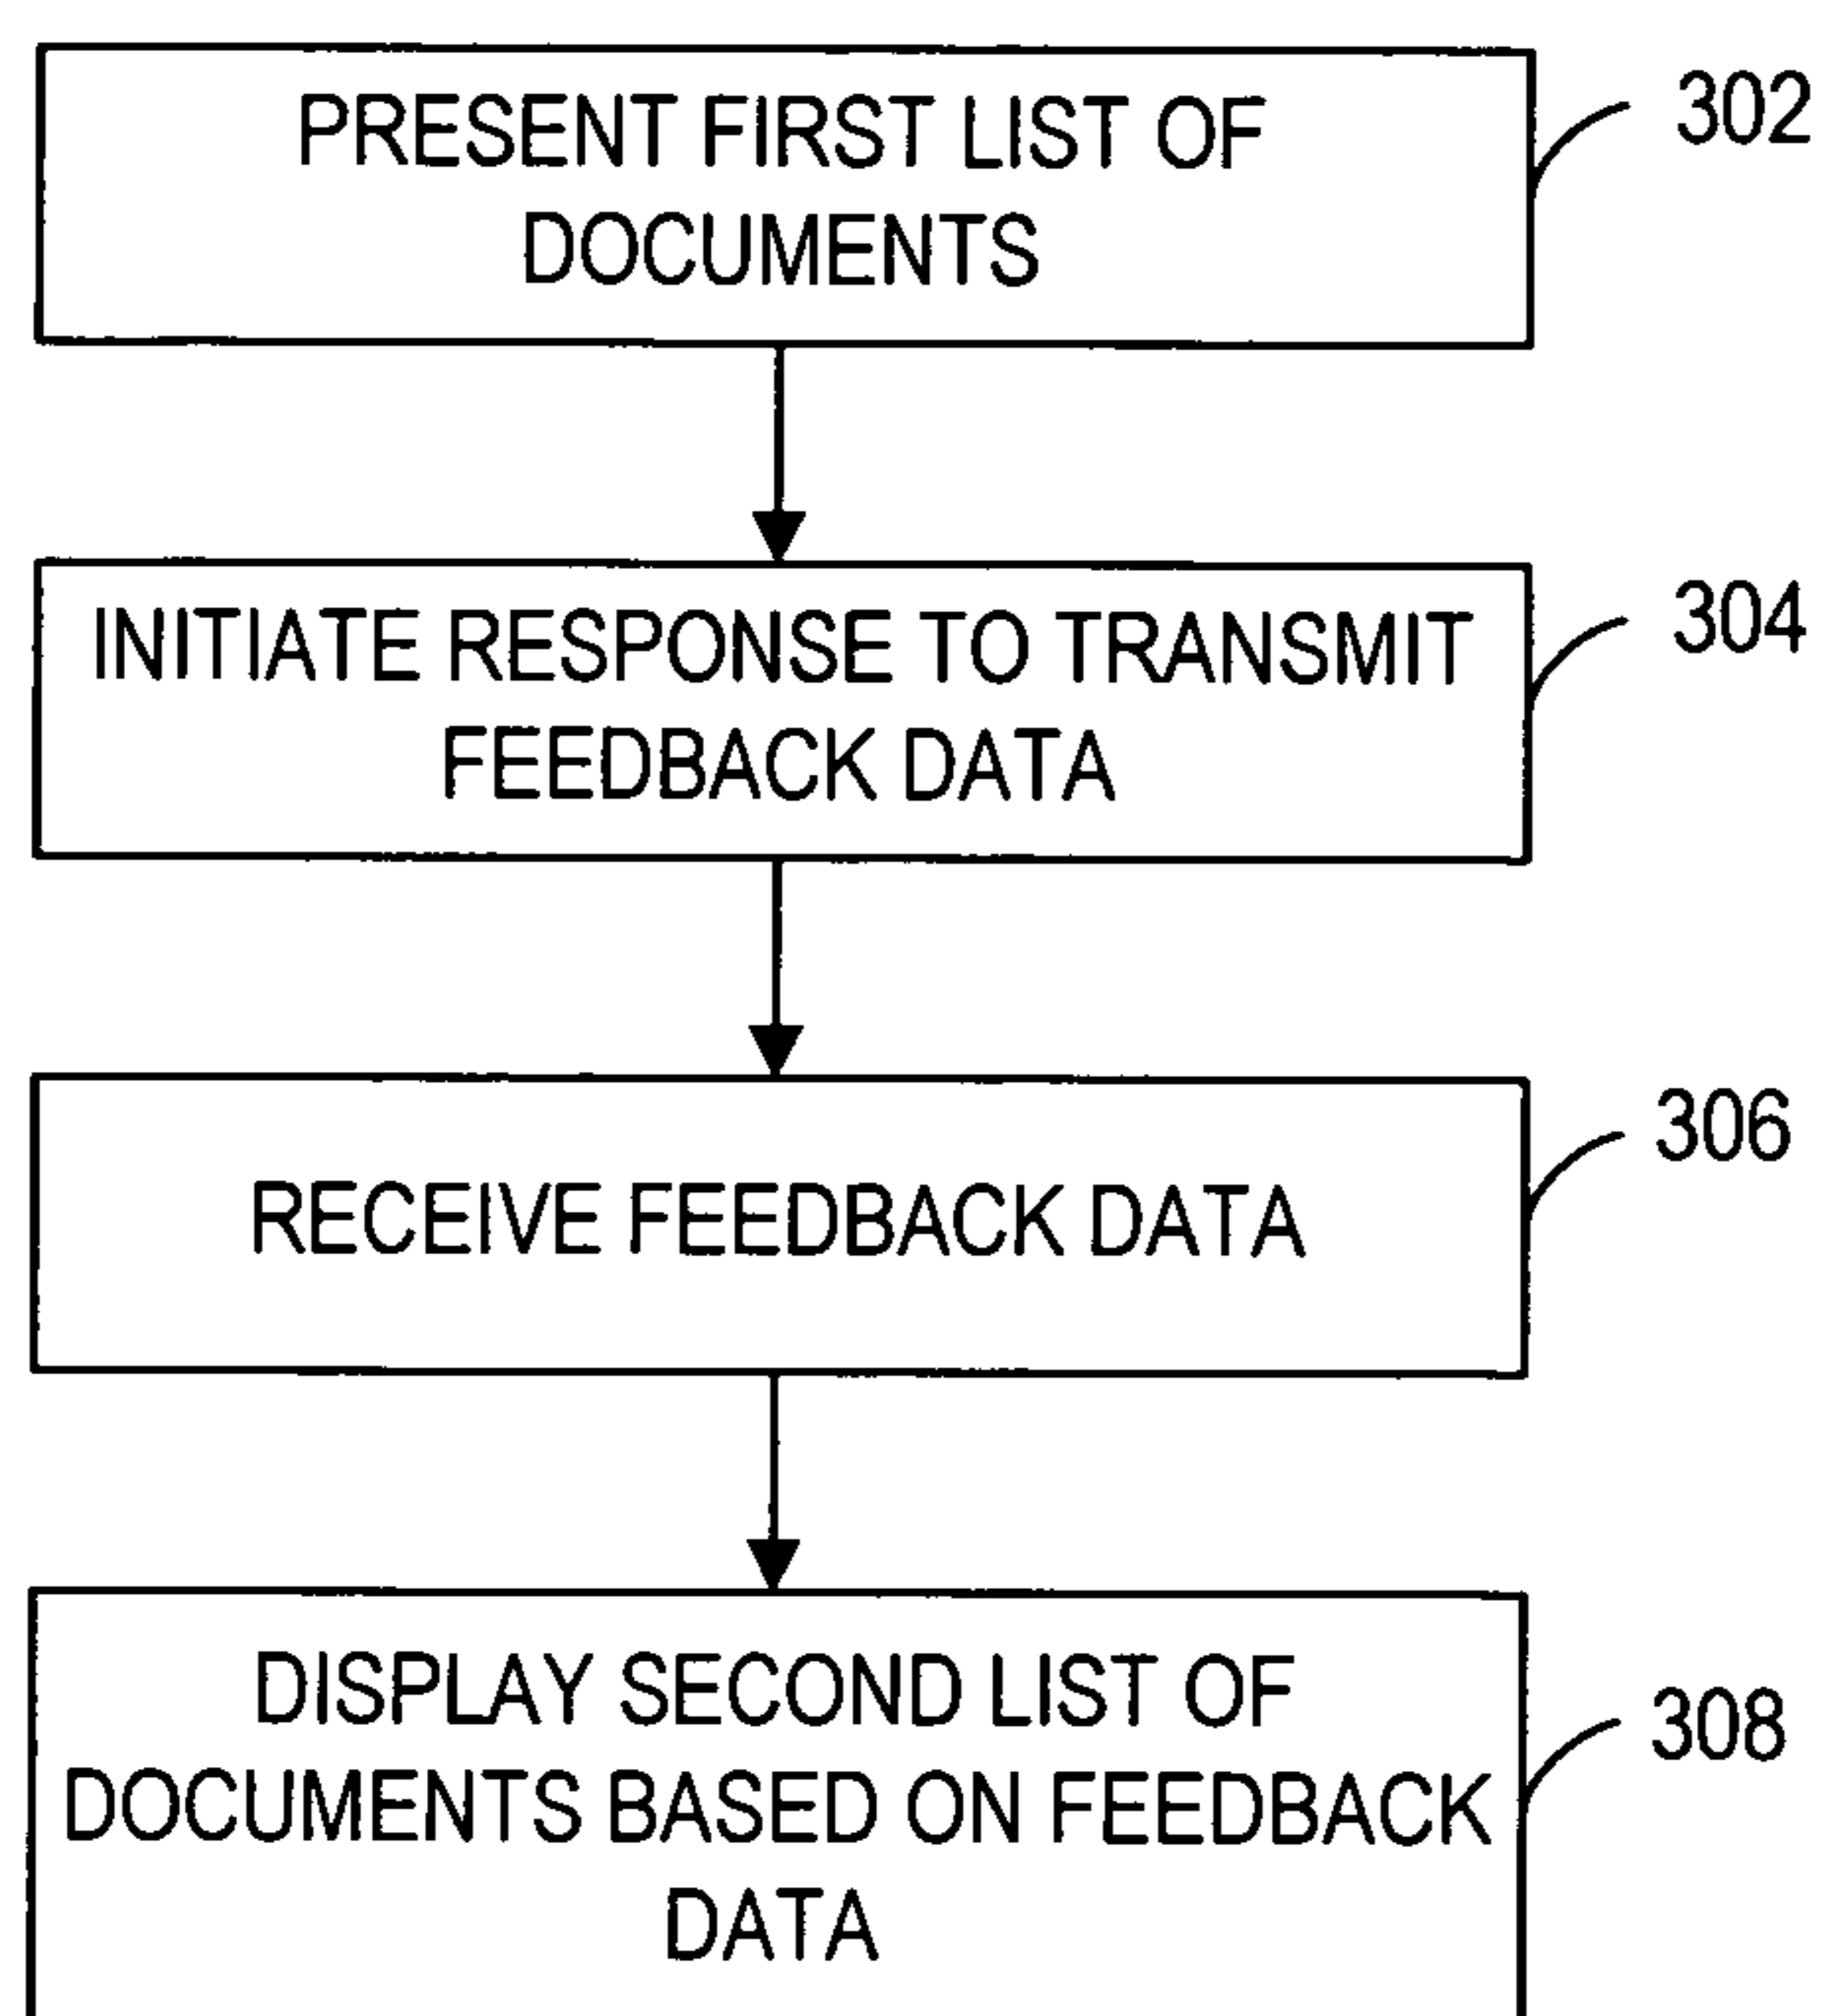 PRESENT FIRST LIST OF
DOCUMENTS
302
INITIATE RESPONSE TO TRANSMIT
FEEDBACK DATA
304
RECEIVE FEEDBACK DATA
306
DISPLAY SECOND LIST OF
DOCUMENTS BASED ON FEEDBACK
DATA
308